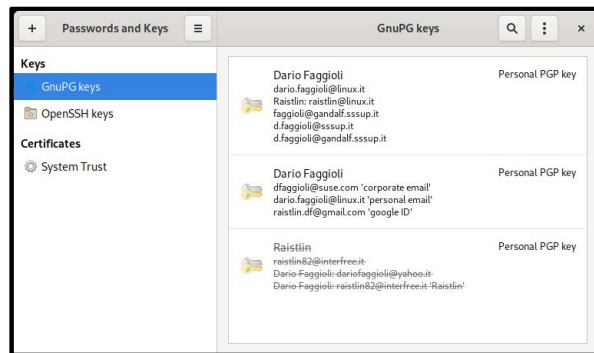 Passwords and Keys
GnuPG keys
Keys
GnuPG keys
OpenSSH keys
Certificates
System Trust
Dario Faggioli
Personal PGP key
dario.faggioli@linux.it
Raistlin: raistlin@linux.it
faggioli@gandalf.sssup.it
d.faggioli@sssup.it
d.faggioli@gandalf.sssup.it
Dario Faggioli
Personal PGP key
dfaggioli@suse.com 'corporate email'
dario.faggioli@linux.it 'personal email'
raistlin.df@gmail.com 'google ID'
Raistlin
Personal PGP key
raistlin82@interfree.it
Dario Faggioli: dariofaggioli@yahoo.it
Dario Faggioli: raistlin82@interfree.it 'Raistlin'